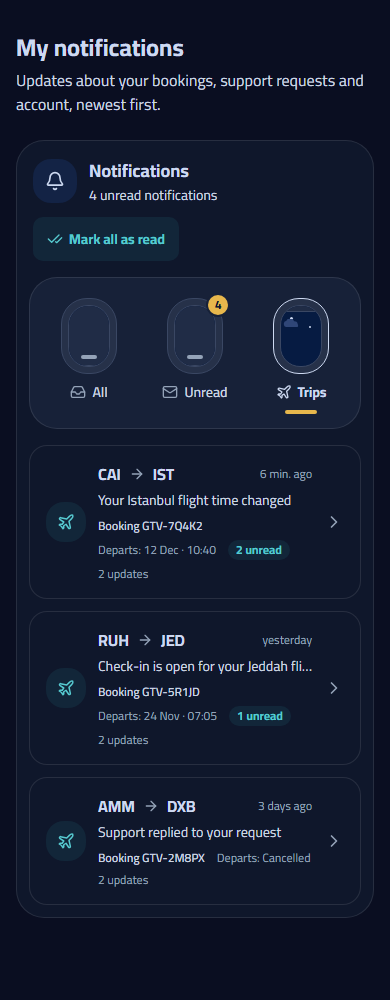 My notifications
Updates about your bookings, support requests and
account, newest first.
Notifications
4 unread notifications
Mark all as read
4
All
Unread
Trips
CAI → IST
6 min. ago
Your Istanbul flight time changed
Booking GTV-7Q4K2
Departs: 12 Dec · 10:40
2 unread
2 updates
RUH → JED
yesterday
Check-in is open for your Jeddah fli...
Booking GTV-5R1JD
Departs: 24 Nov · 07:05
1 unread
2 updates
AMM → DXB
3 days ago
Support replied to your request
Booking GTV-2M8PX
Departs: Cancelled
2 updates